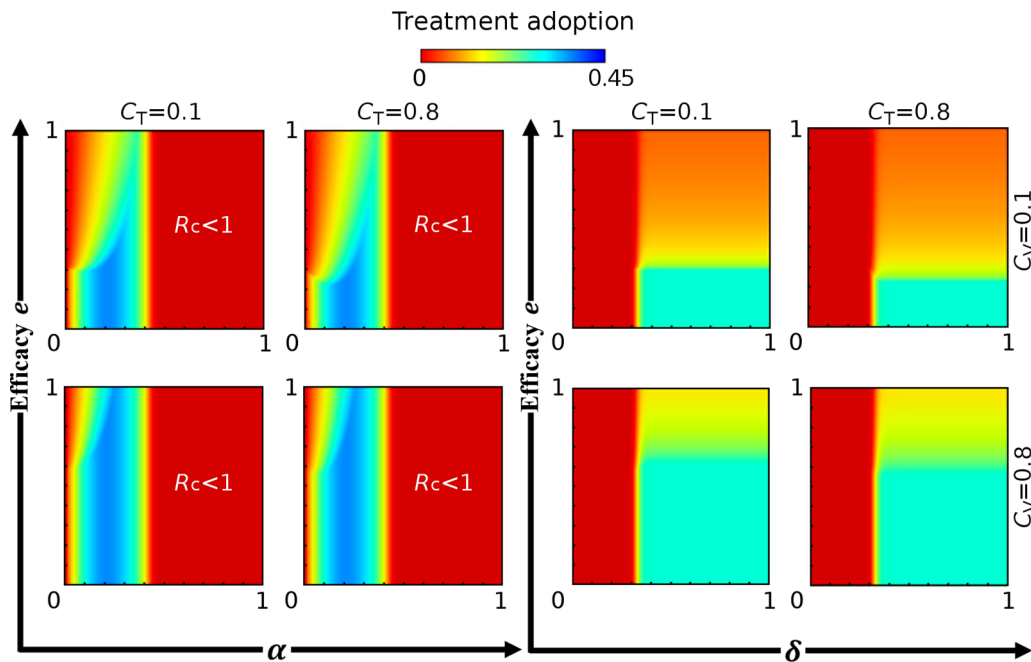 Treatment adoption
0 0.45
C_T=0.1 C_T=0.8 C_T=0.1 C_T=0.8
1 1 1 1
Rc<1 Rc<1
C_V=0.1
0 1 0 1 0 1 0 1
Efficacy e Efficacy e
1 1 1 1
Rc<1 Rc<1
C_V=0.8
0 1 0 1 0 1 0 1
α δ